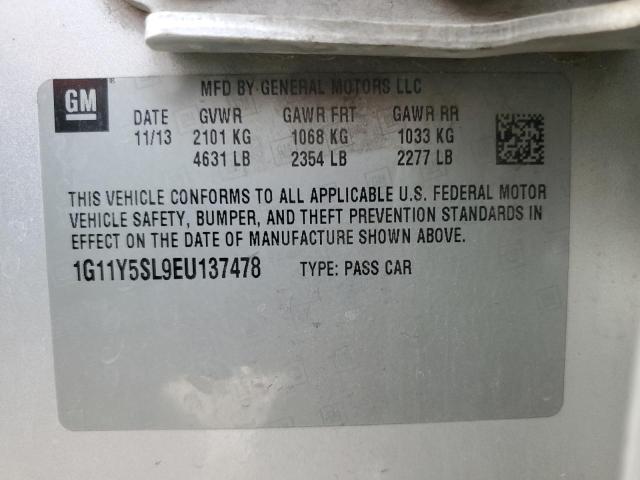 GM
MFD BY GENERAL MOTORS LLC
DATE GVWR GAWR FRT GAWR RR
11/13 2101 KG 1068 KG 1033 KG
4631 LB 2354 LB 2277 LB
THIS VEHICLE CONFORMS TO ALL APPLICABLE U.S. FEDERAL MOTOR
VEHICLE SAFETY, BUMPER, AND THEFT PREVENTION STANDARDS IN
EFFECT ON THE DATE OF MANUFACTURE SHOWN ABOVE.
1G11Y5SL9EU137478 TYPE: PASS CAR